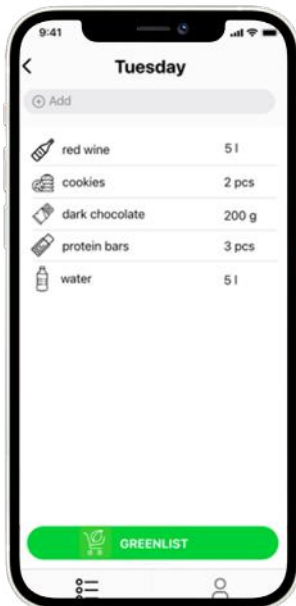 9:41
Tuesday
Add
red wine 5 l
cookies 2 pcs
dark chocolate 200 g
protein bars 3 pcs
water 5 l
GREENLIST